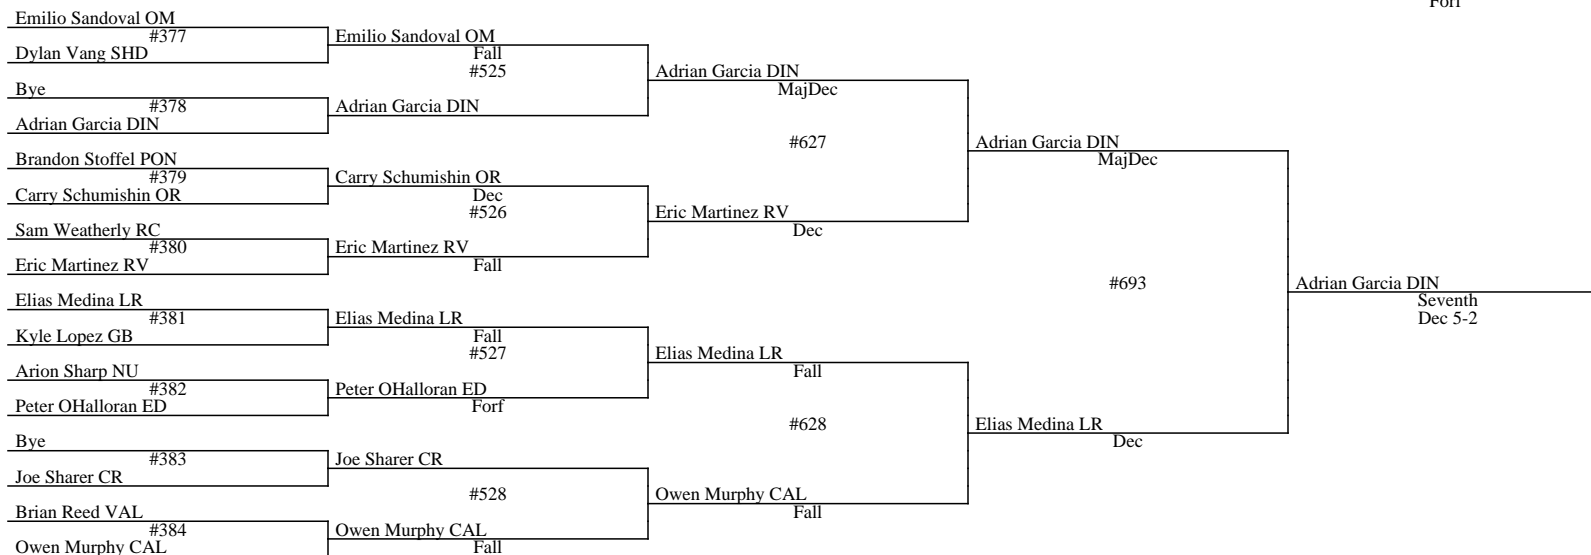 Forf
Emilio Sandoval OM
#377
Emilio Sandoval OM
Dylan Vang SHD
Fall
#525
Adrian Garcia DIN
Bye
MajDec
#378
Adrian Garcia DIN
Adrian Garcia DIN
#627
Adrian Garcia DIN
Brandon Stoffel PON
MajDec
#379
Carry Schumishin OR
Carry Schumishin OR
Dec
#526
Eric Martinez RV
Sam Weatherly RC
Dec
#380
Eric Martinez RV
Eric Martinez RV
Fall
#693
Adrian Garcia DIN
Elias Medina LR
Seventh
#381
Elias Medina LR
Dec 5-2
Kyle Lopez GB
Fall
#527
Elias Medina LR
Arion Sharp NU
Fall
#382
Peter OHalloran ED
Peter OHalloran ED
Forf
#628
Elias Medina LR
Bye
Dec
#383
Joe Sharer CR
Joe Sharer CR
#528
Owen Murphy CAL
Brian Reed VAL
Fall
#384
Owen Murphy CAL
Owen Murphy CAL
Fall